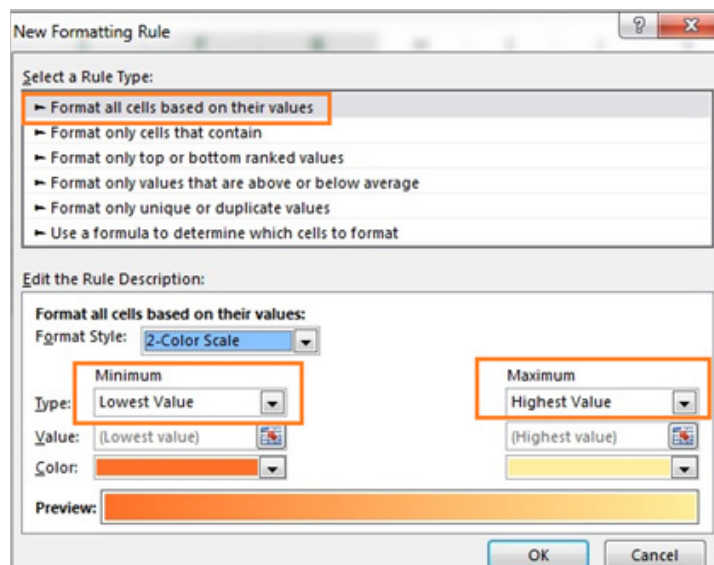 New Formatting Rule
Select a Rule Type:
► Format all cells based on their values
► Format only cells that contain
► Format only top or bottom ranked values
► Format only values that are above or below average
► Format only unique or duplicate values
► Use a formula to determine which cells to format
Edit the Rule Description:
Format all cells based on their values:
Format Style: 2-Color Scale
Minimum Maximum
Type: Lowest Value Highest Value
Value: (Lowest value) (Highest value)
Color:
Preview:
OK Cancel